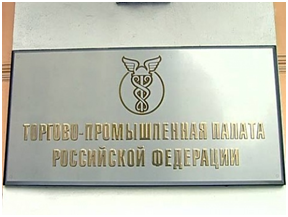 ТОРГОВО-ПРОМЫШЛЕННАЯ ПАЛАТА
РОССИЙСКОЙ ФЕДЕРАЦИИ